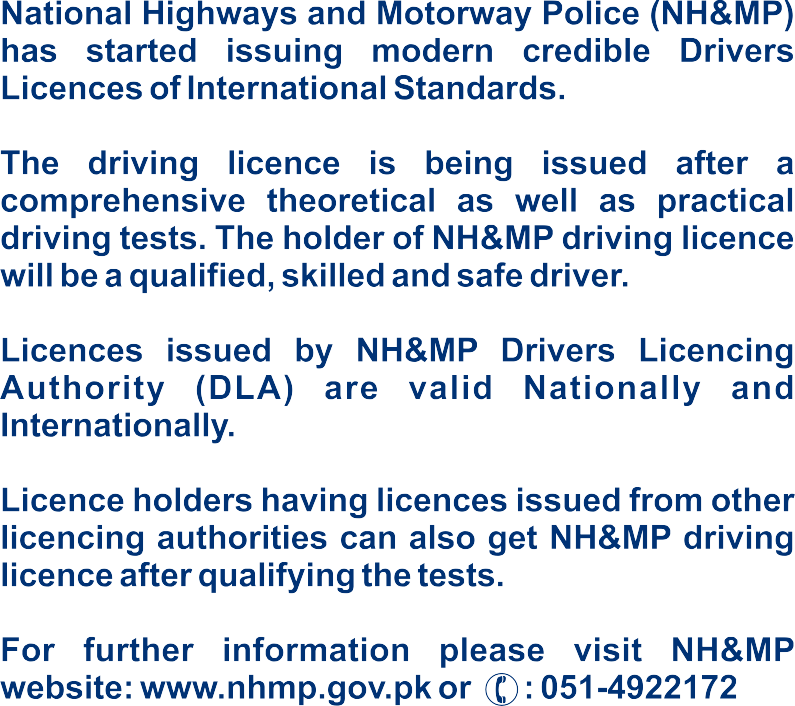 National Highways and Motorway Police (NH&MP)
has started issuing modern credible Drivers
Licences of International Standards.
The driving licence is being issued after a
comprehensive theoretical as well as practical
driving tests. The holder of NH&MP driving licence
will be a qualified, skilled and safe driver.
Licences issued by NH&MP Drivers Licencing
Authority (DLA) are valid Nationally and
Internationally.
Licence holders having licences issued from other
licencing authorities can also get NH&MP driving
licence after qualifying the tests.
For further information please visit NH&MP
website: www.nhmp.gov.pk or : 051-4922172